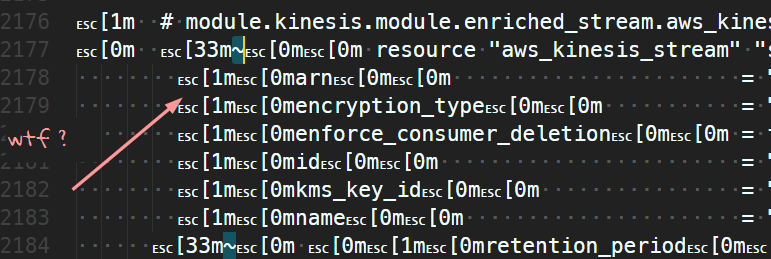 2176 ESC[1m  # module.kinesis.module.enriched_stream.aws_kines
2177 ESC[0m  ESC[33m~ESC[0mESC[0m resource "aws_kinesis_stream" "s
2178 ESC[1mESC[0marnESC[0mESC[0m = "
2179 ESC[1mESC[0mencryption_typeESC[0mESC[0m = "
2180 ESC[1mESC[0menforce_consumer_deletionESC[0mESC[0m = "
wtf?
2181 ESC[1mESC[0midESC[0mESC[0m = "
2182 ESC[1mESC[0mkms_key_idESC[0mESC[0m = "
2183 ESC[1mESC[0mnameESC[0mESC[0m = "
2184 ESC[33m~ESC[0m ESC[0mESC[1mESC[0mretention_periodESC[0mESC